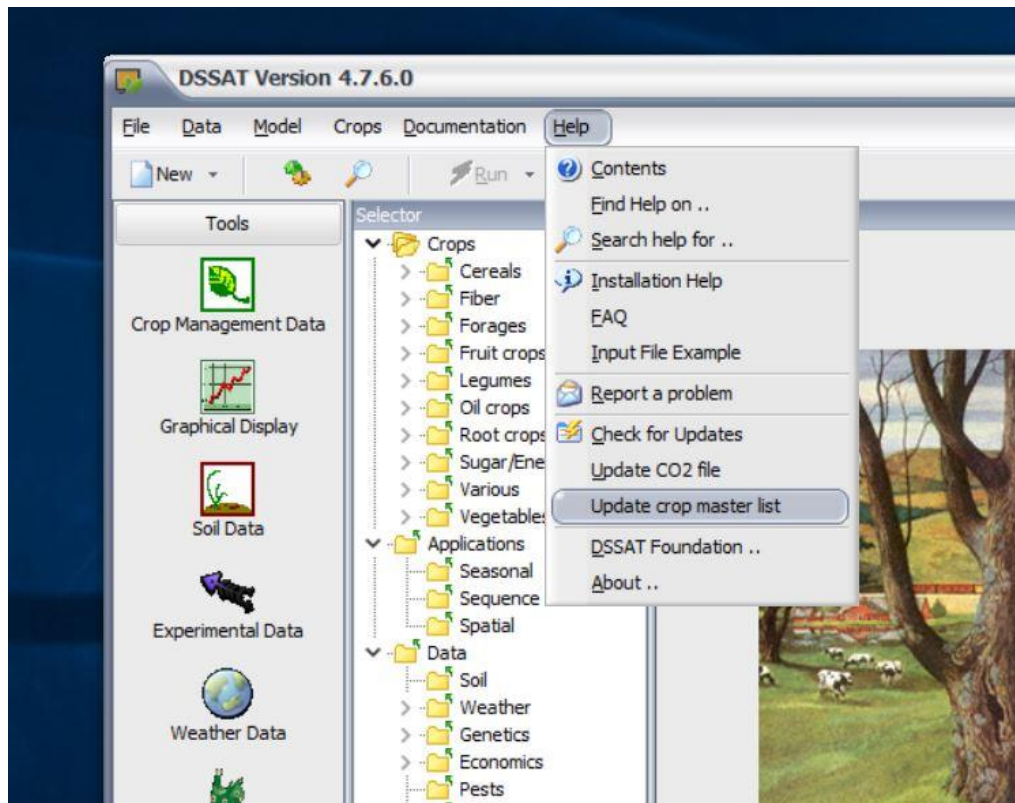 DSSAT Version 4.7.6.0
File Data Model Crops Documentation Help
New Run
Tools
Crop Management Data
Graphical Display
Soil Data
Experimental Data
Weather Data
Selector
Crops
Cereals
Fiber
Forages
Fruit crops
Legumes
Oil crops
Root crops
Sugar/Ene
Various
Vegetables
Applications
Seasonal
Sequence
Spatial
Data
Soil
Weather
Genetics
Economics
Pests
Contents
Find Help on ..
Search help for ..
Installation Help
FAQ
Input File Example
Report a problem
Check for Updates
Update CO2 file
Update crop master list
DSSAT Foundation ..
About ..